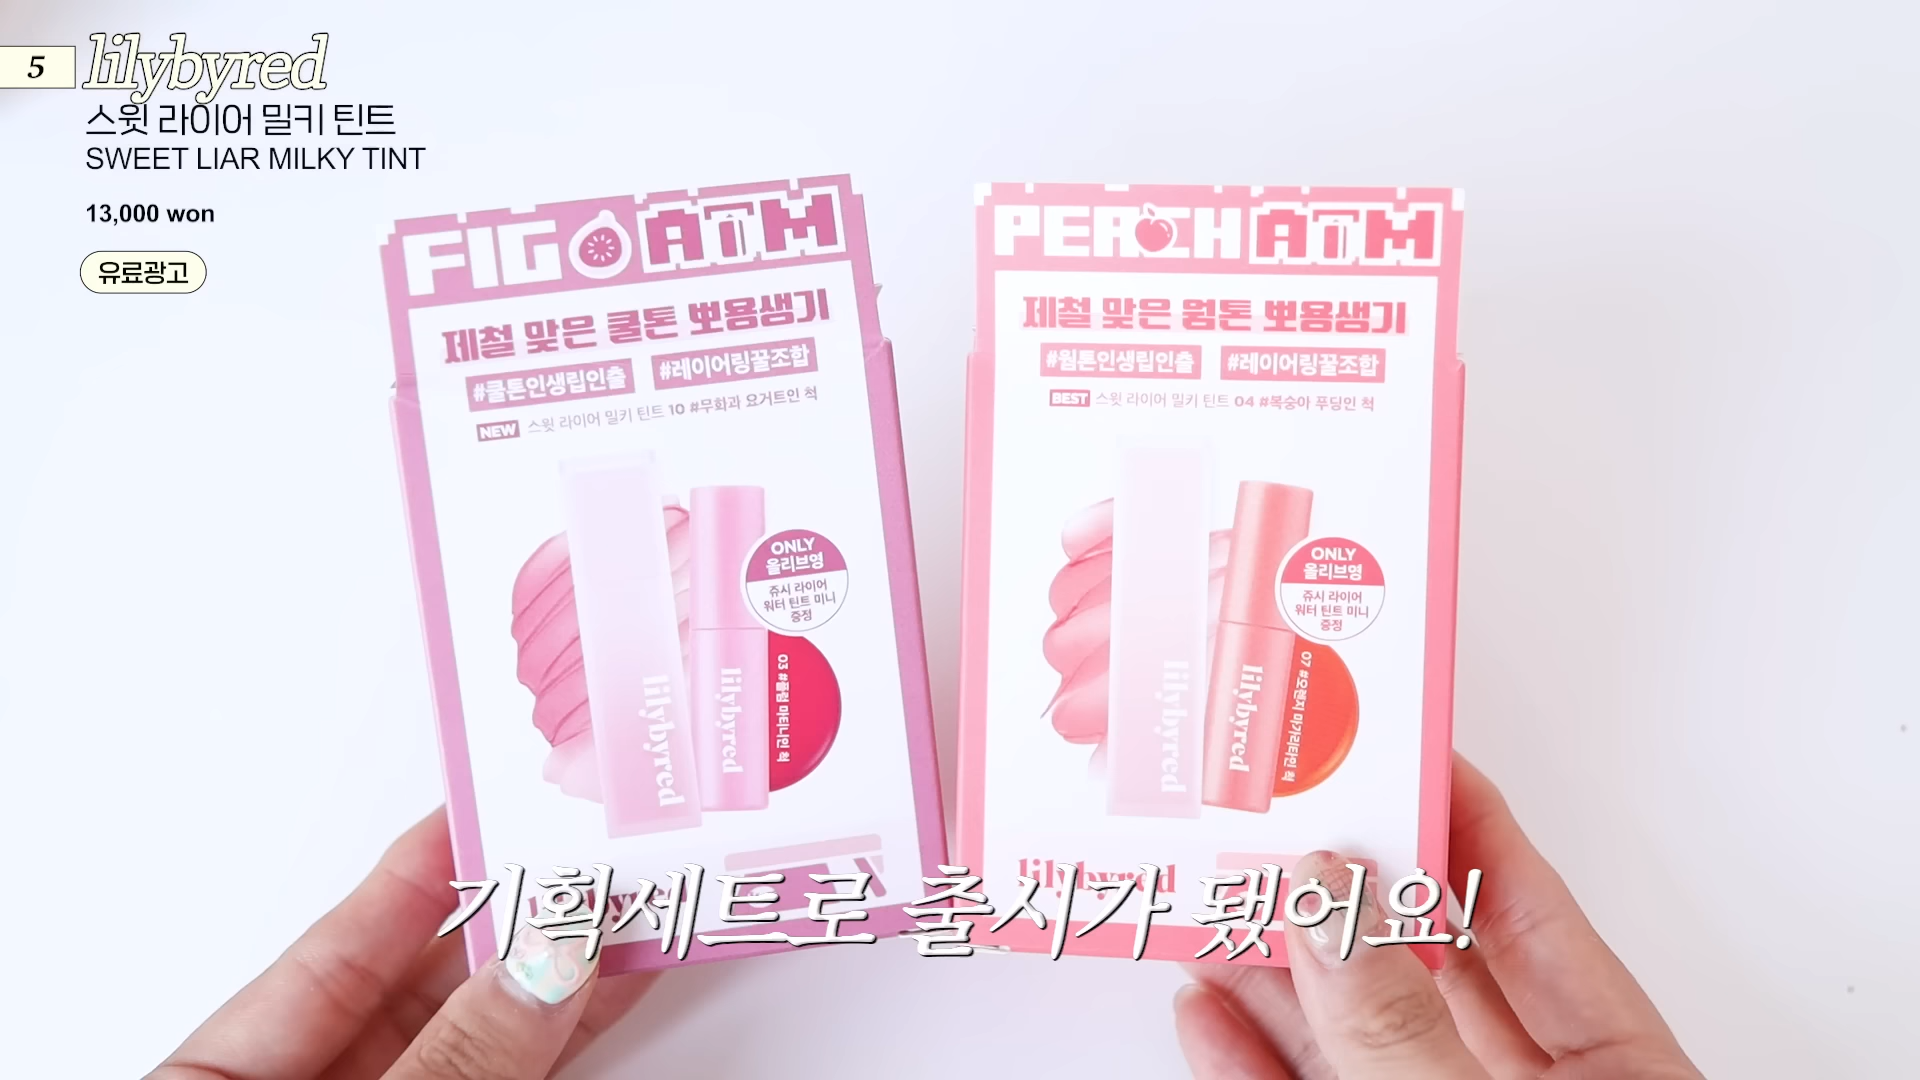 5
lilybyred
스윗 라이어 밀키 틴트
SWEET LIAR MILKY TINT
13,000 won
유료광고
FIG ATM
제철 맞은 쿨톤 뽀용생기
#쿨톤인생립인출 #레이어링꿀조합
NEW 스윗 라이어 밀키 틴트 10 #무화과 요거트인 척
ONLY
올리브영
쥬시 라이어
워터 틴트 미니
증정
lilybyred
lilybyred
03 #플럼 마티니인 척
PEACH ATM
제철 맞은 웜톤 뽀용생기
#웜톤인생립인출 #레이어링꿀조합
BEST 스윗 라이어 밀키 틴트 04 #복숭아 푸딩인 척
ONLY
올리브영
쥬시 라이어
워터 틴트 미니
증정
lilybyred
lilybyred
07 #오렌지 마가리타인 척
lilybyred
기획세트로 출시가 됐어요!